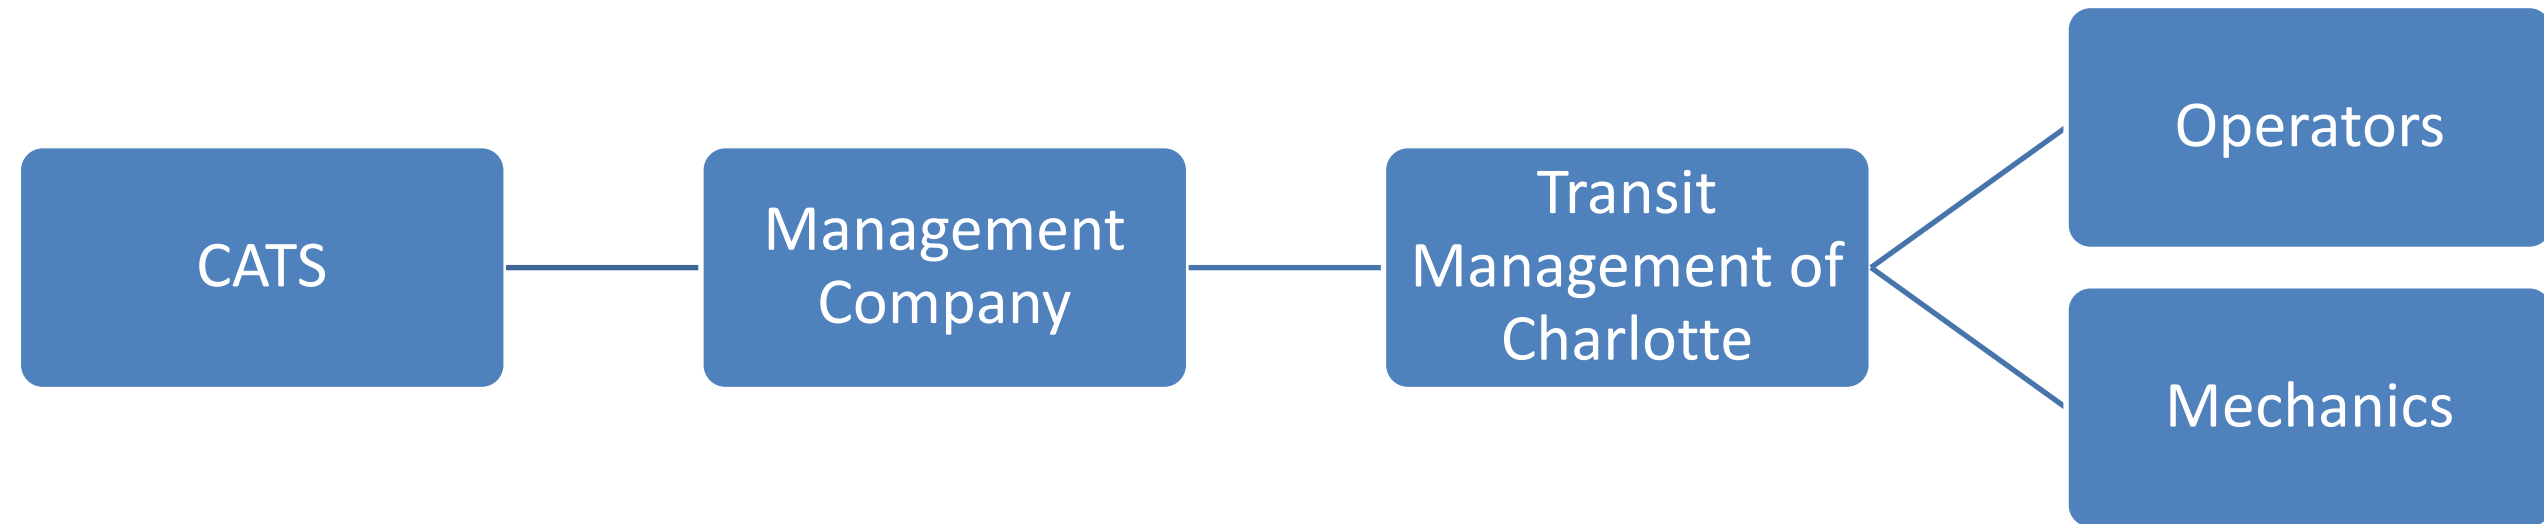 CATS
Management
Company
Transit
Management of
Charlotte
Operators
Mechanics